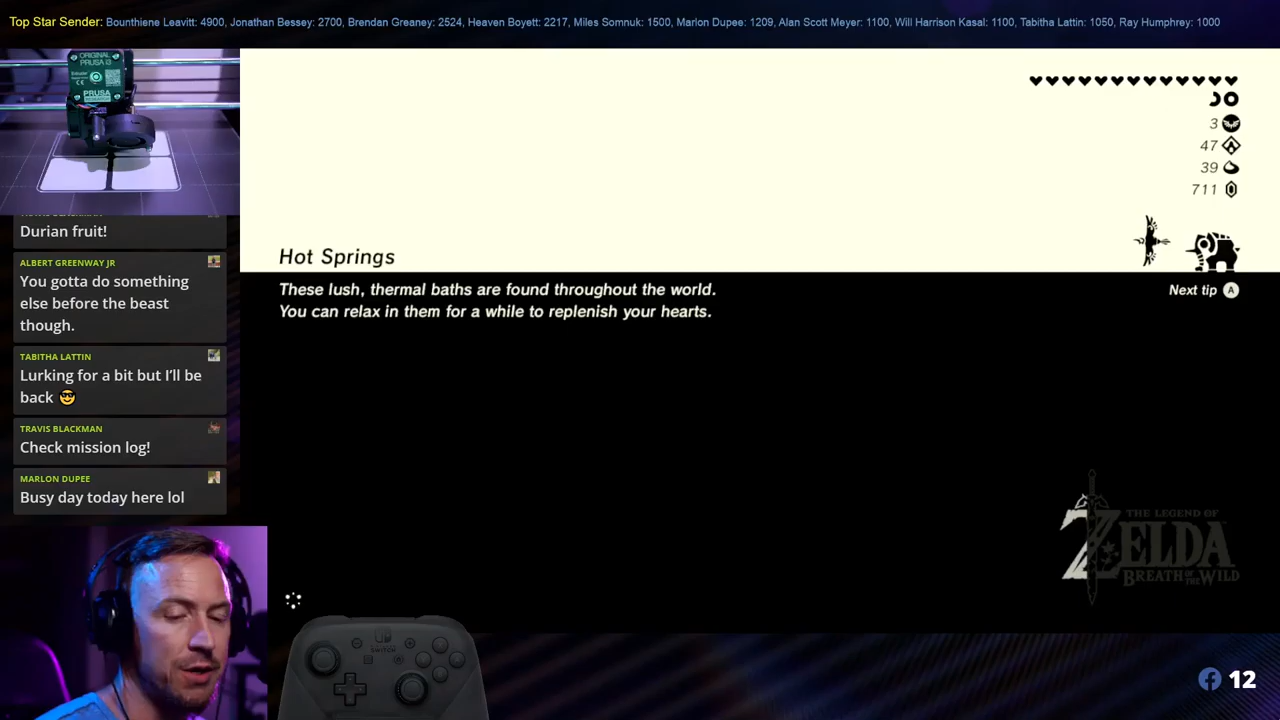 Top Star Sender: Bounthiene Leavitt: 4900, Jonathan Bessey: 2700, Brendan Greaney: 2524, Heaven Boyett: 2217, Miles Somnuk: 1500, Marlon Dupee: 1209, Alan Scott Meyer: 1100, Will Harrison Kasal: 1100, Tabitha Lattin: 1050, Ray Humphrey: 1000
ORIGINAL
PRUSA i3
PRUSA
Durian fruit!
ALBERT GREENWAY JR
You gotta do something
else before the beast
though.
TABITHA LATTIN
Lurking for a bit but I'll be
back 😎
TRAVIS BLACKMAN
Check mission log!
MARLON DUPEE
Busy day today here lol
3
47
39
711
Hot Springs
These lush, thermal baths are found throughout the world.
You can relax in them for a while to replenish your hearts.
Next tip A
THE LEGEND OF
ZELDA
BREATH OF THE WILD
SWITCH
12